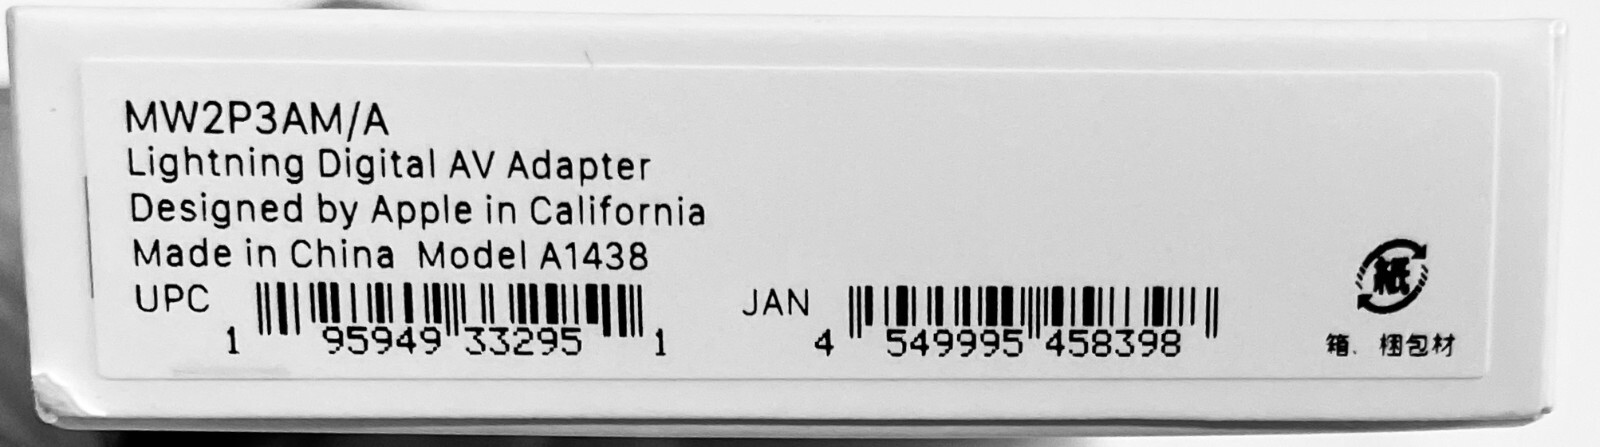 MW2P3AM/A
Lightning Digital AV Adapter
Designed by Apple in California
Made in China Model A1438
UPC 1 95949 33295 1
JAN 4 549995 458398
紙
箱、梱包材